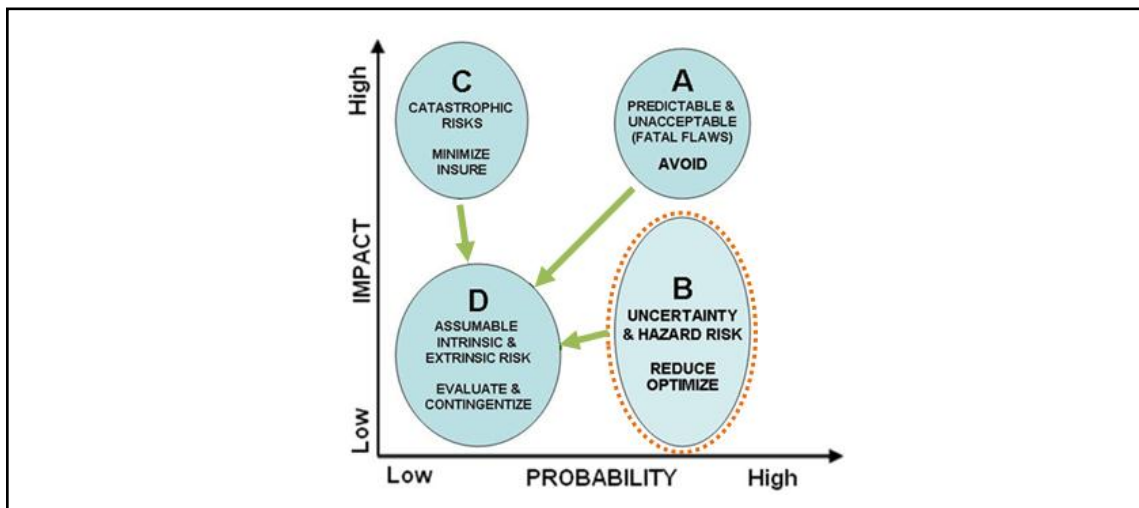 High
IMPACT
Low
C
CATASTROPHIC
RISKS
MINIMIZE
INSURE
A
PREDICTABLE &
UNACCEPTABLE
(FATAL FLAWS)
AVOID
D
ASSUMABLE
INTRINSIC &
EXTRINSIC RISK
EVALUATE &
CONTINGENTIZE
B
UNCERTAINTY
& HAZARD RISK
REDUCE
OPTIMIZE
Low PROBABILITY High